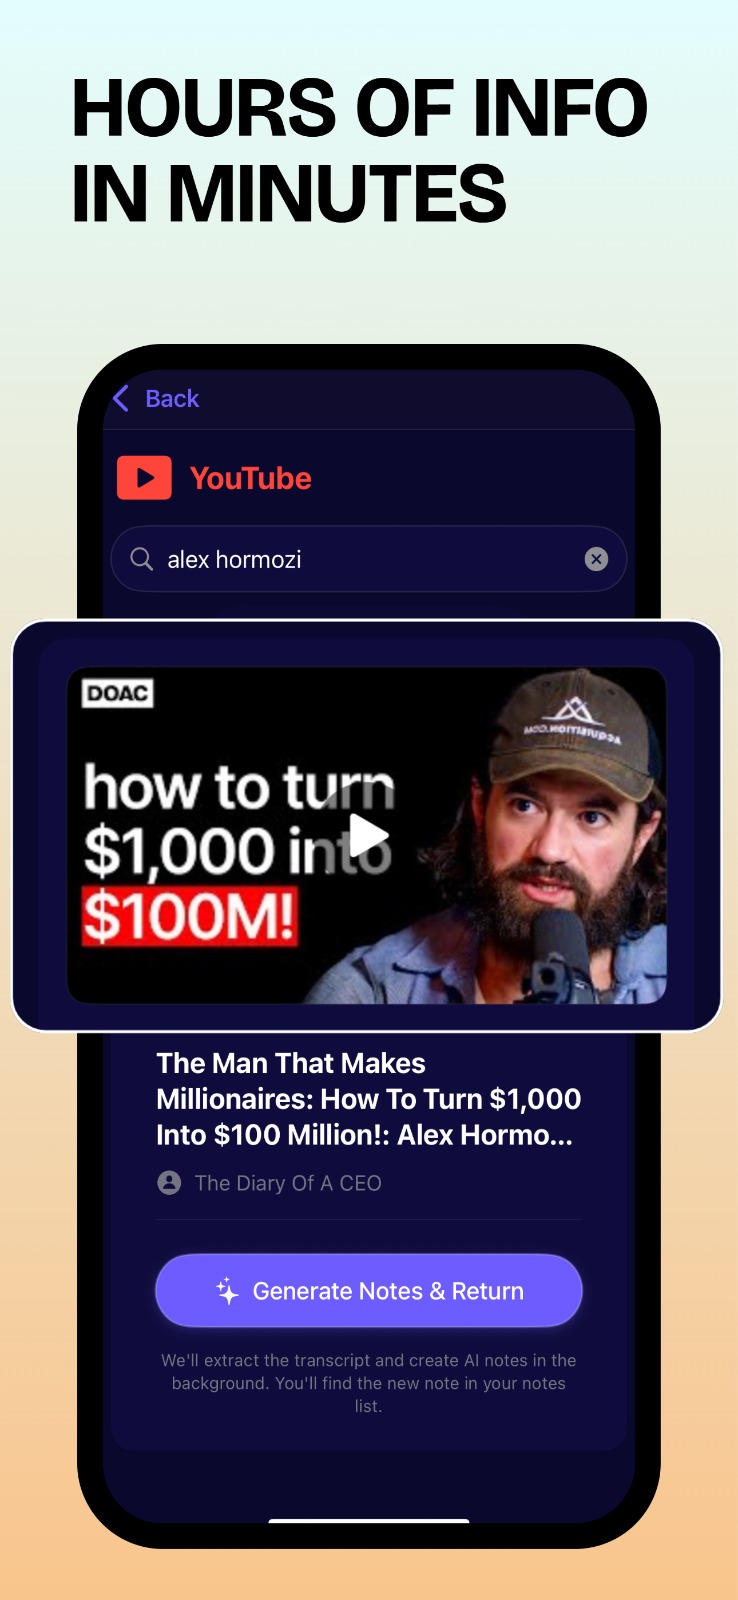 HOURS OF INFO
IN MINUTES
Back
YouTube
alex hormozi
DOAC
how to turn
$1,000 into
$100M!
ACQUISITION.COM
The Man That Makes
Millionaires: How To Turn $1,000
Into $100 Million!: Alex Hormo...
The Diary Of A CEO
Generate Notes & Return
We'll extract the transcript and create AI notes in the
background. You'll find the new note in your notes
list.